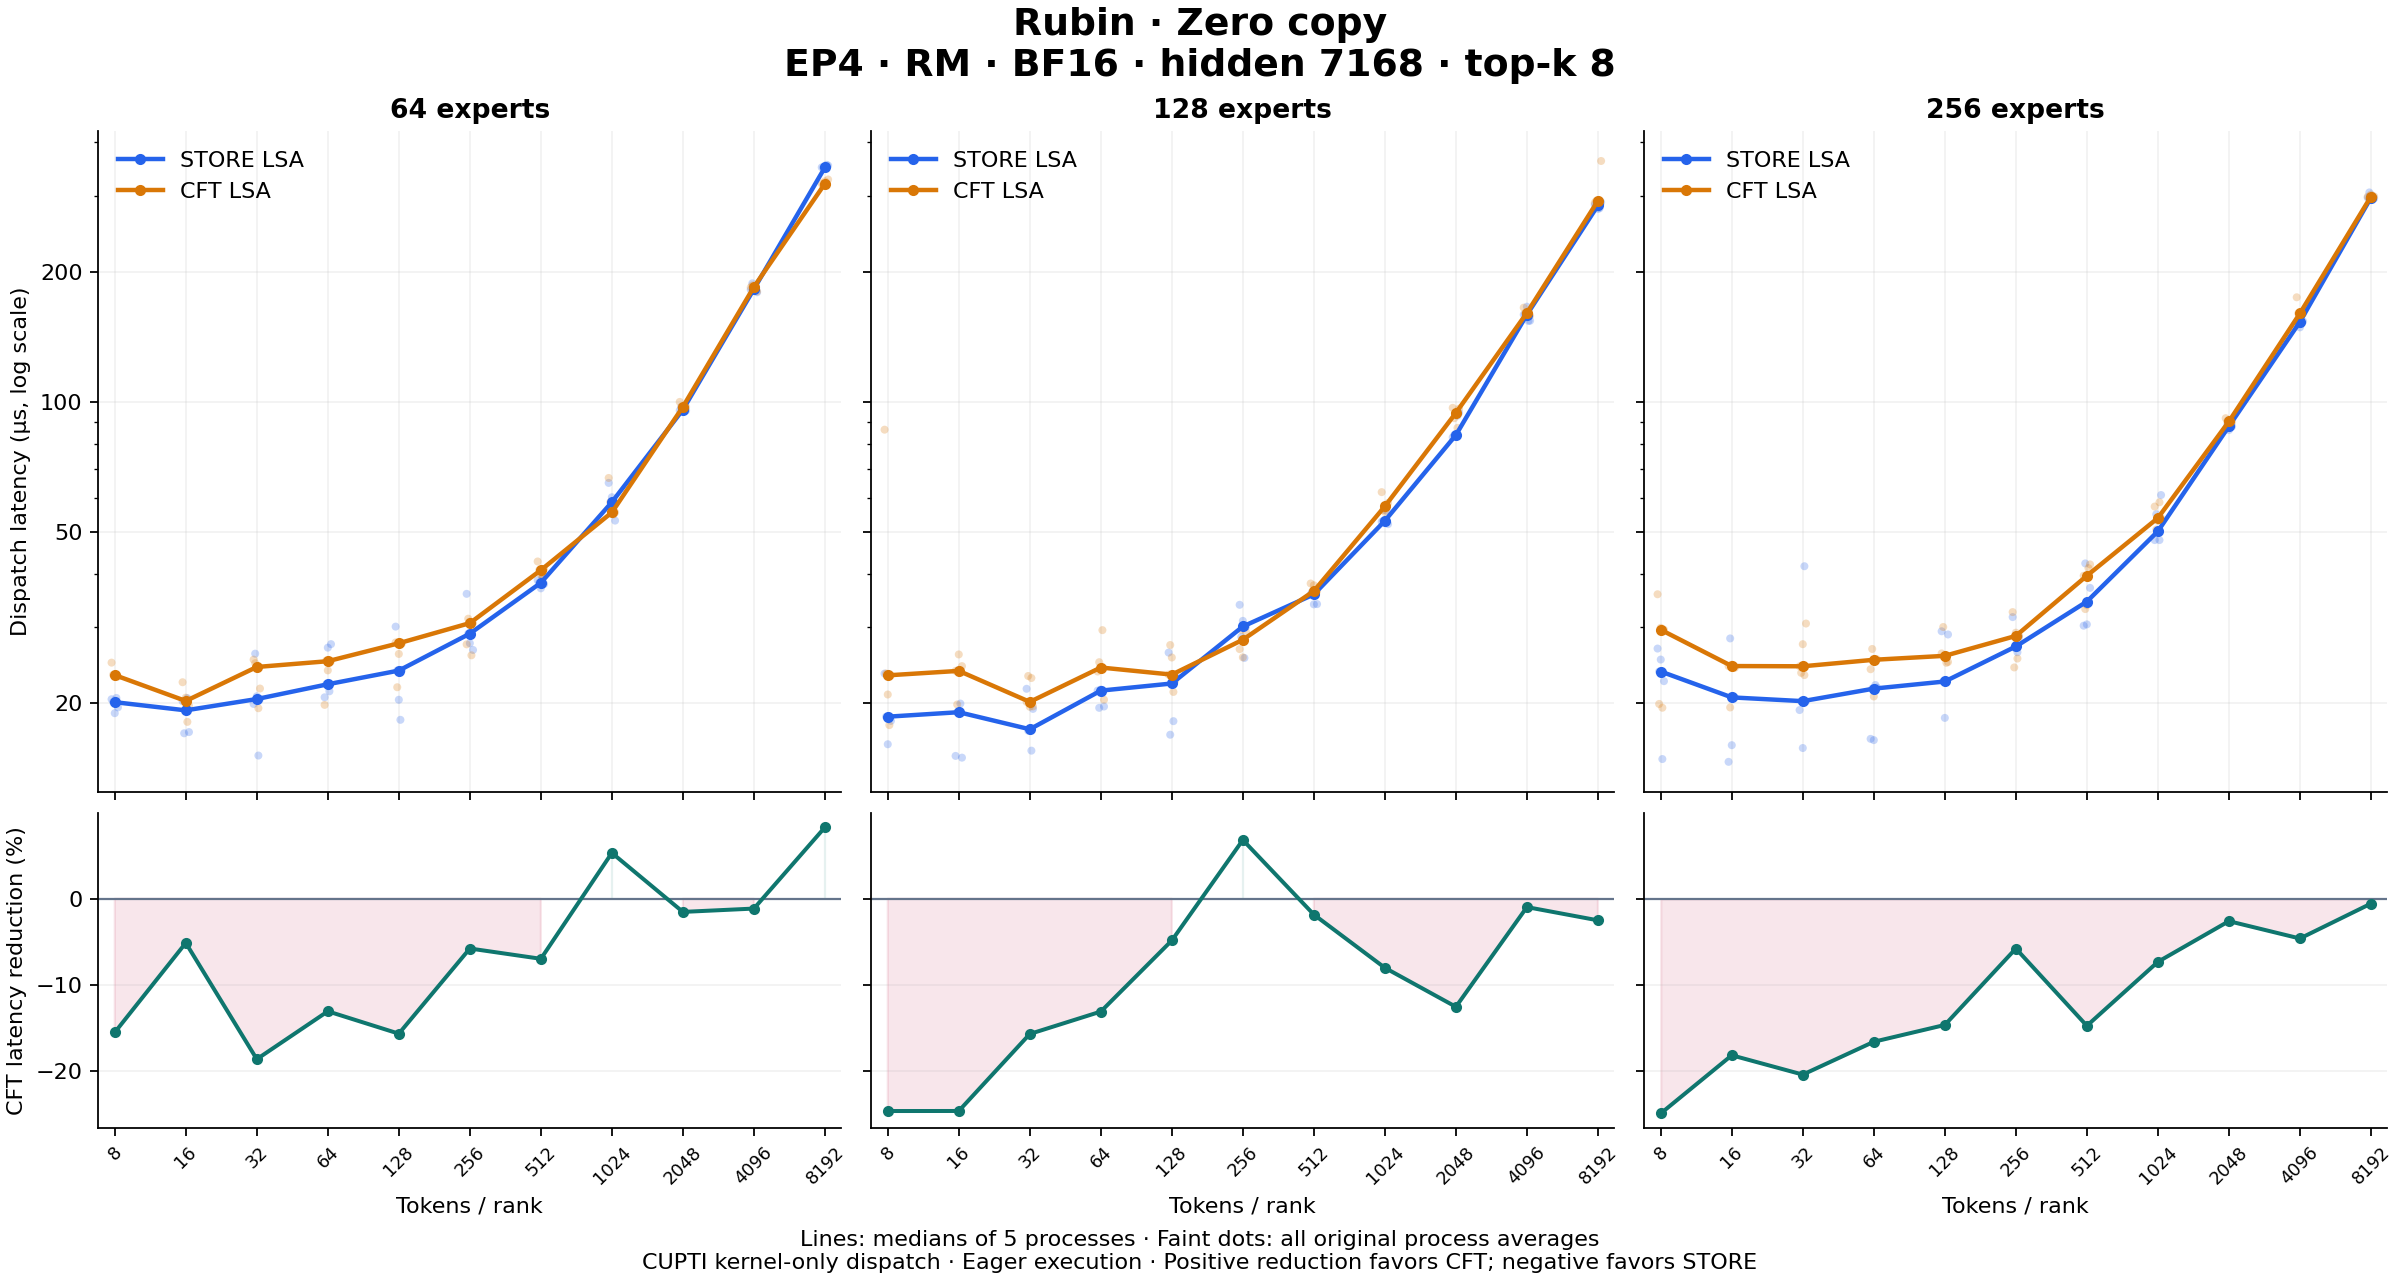 Rubin · Zero copy
EP4 · RM · BF16 · hidden 7168 · top-k 8
64 experts
128 experts
256 experts
STORE LSA
CFT LSA
STORE LSA
CFT LSA
STORE LSA
CFT LSA
Dispatch latency (µs, log scale)
200
100
50
20
CFT latency reduction (%)
0
−10
−20
8 16 32 64 128 256 512 1024 2048 4096 8192
8 16 32 64 128 256 512 1024 2048 4096 8192
8 16 32 64 128 256 512 1024 2048 4096 8192
Tokens / rank
Tokens / rank
Tokens / rank
Lines: medians of 5 processes · Faint dots: all original process averages
CUPTI kernel-only dispatch · Eager execution · Positive reduction favors CFT; negative favors STORE